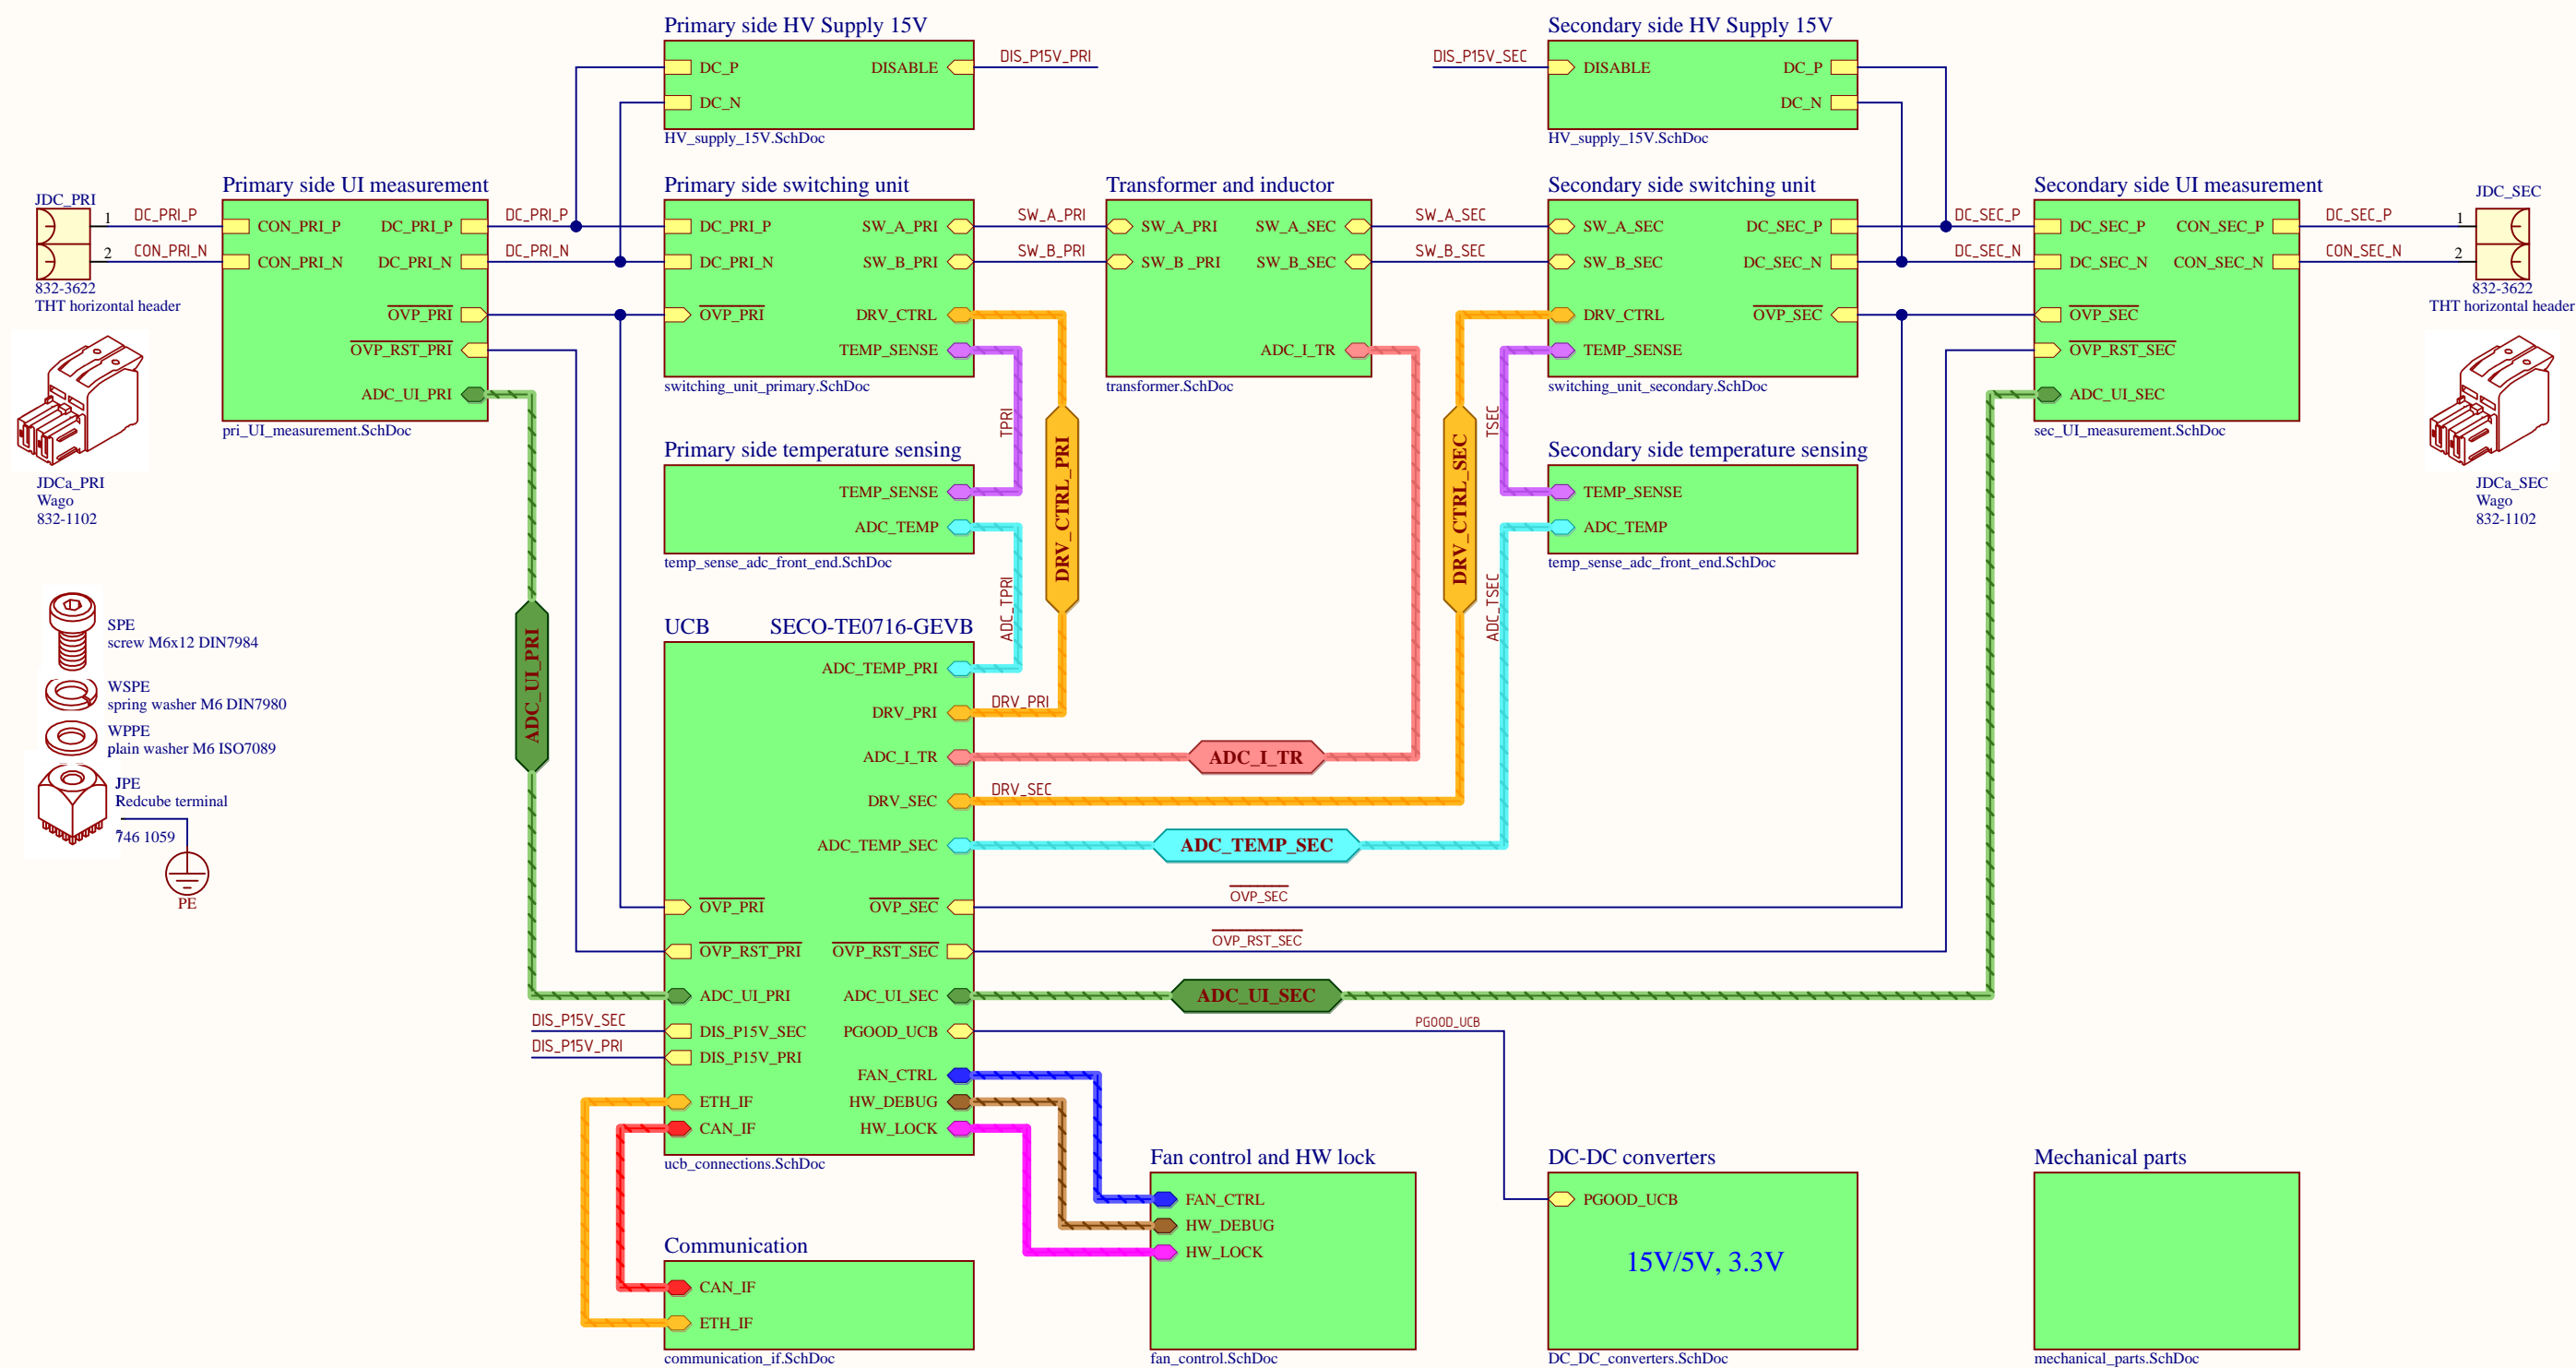 Primary side HV Supply 15V
DC_P
DISABLE
DIS_P15V_PRI
DC_N
HV_supply_15V.SchDoc
Secondary side HV Supply 15V
DIS_P15V_SEC
DISABLE
DC_P
DC_N
HV_supply_15V.SchDoc
JDC_PRI
1
DC_PRI_P
2
CON_PRI_N
832-3622
THT horizontal header
Primary side UI measurement
CON_PRI_P
DC_PRI_P
CON_PRI_N
DC_PRI_N
OVP_PRI
OVP_RST_PRI
ADC_UI_PRI
pri_UI_measurement.SchDoc
DC_PRI_P
DC_PRI_N
Primary side switching unit
DC_PRI_P
SW_A_PRI
DC_PRI_N
SW_B_PRI
OVP_PRI
DRV_CTRL
TEMP_SENSE
switching_unit_primary.SchDoc
SW_A_PRI
SW_B_PRI
Transformer and inductor
SW_A_PRI
SW_A_SEC
SW_B _PRI
SW_B_SEC
ADC_I_TR
transformer.SchDoc
SW_A_SEC
SW_B_SEC
Secondary side switching unit
SW_A_SEC
DC_SEC_P
SW_B_SEC
DC_SEC_N
DRV_CTRL
OVP_SEC
TEMP_SENSE
switching_unit_secondary.SchDoc
DC_SEC_P
DC_SEC_N
Secondary side UI measurement
DC_SEC_P
CON_SEC_P
DC_SEC_N
CON_SEC_N
OVP_SEC
OVP_RST_SEC
ADC_UI_SEC
sec_UI_measurement.SchDoc
JDC_SEC
DC_SEC_P
1
CON_SEC_N
2
832-3622
THT horizontal header
JDCa_PRI
Wago
832-1102
JDCa_SEC
Wago
832-1102
TPRI
DRV_CTRL_PRI
DRV_CTRL_SEC
TSEC
Primary side temperature sensing
TEMP_SENSE
ADC_TEMP
temp_sense_adc_front_end.SchDoc
ADC_TPRI
Secondary side temperature sensing
TEMP_SENSE
ADC_TEMP
temp_sense_adc_front_end.SchDoc
ADC_TSEC
SPE
screw M6x12 DIN7984
WSPE
spring washer M6 DIN7980
WPPE
plain washer M6 ISO7089
JPE
Redcube terminal
746 1059
PE
ADC_UI_PRI
UCB
SECO-TE0716-GEVB
ADC_TEMP_PRI
DRV_PRI
DRV_PRI
ADC_I_TR
ADC_I_TR
DRV_SEC
DRV_SEC
ADC_TEMP_SEC
ADC_TEMP_SEC
OVP_PRI
OVP_SEC
OVP_SEC
OVP_RST_PRI
OVP_RST_SEC
OVP_RST_SEC
ADC_UI_PRI
ADC_UI_SEC
ADC_UI_SEC
DIS_P15V_SEC
DIS_P15V_SEC
PGOOD_UCB
PGOOD_UCB
DIS_P15V_PRI
DIS_P15V_PRI
FAN_CTRL
ETH_IF
HW_DEBUG
CAN_IF
HW_LOCK
ucb_connections.SchDoc
Communication
CAN_IF
ETH_IF
communication_if.SchDoc
Fan control and HW lock
FAN_CTRL
HW_DEBUG
HW_LOCK
fan_control.SchDoc
DC-DC converters
PGOOD_UCB
15V/5V, 3.3V
DC_DC_converters.SchDoc
Mechanical parts
mechanical_parts.SchDoc